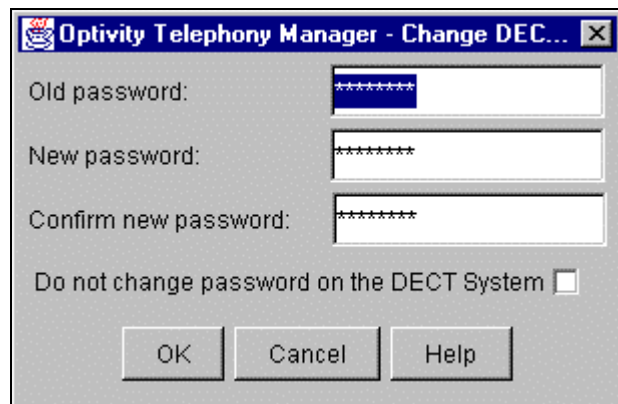 Optivity Telephony Manager - Change DEC...
Old password: ********
New password: ********
Confirm new password: ********
Do not change password on the DECT System
OK Cancel Help